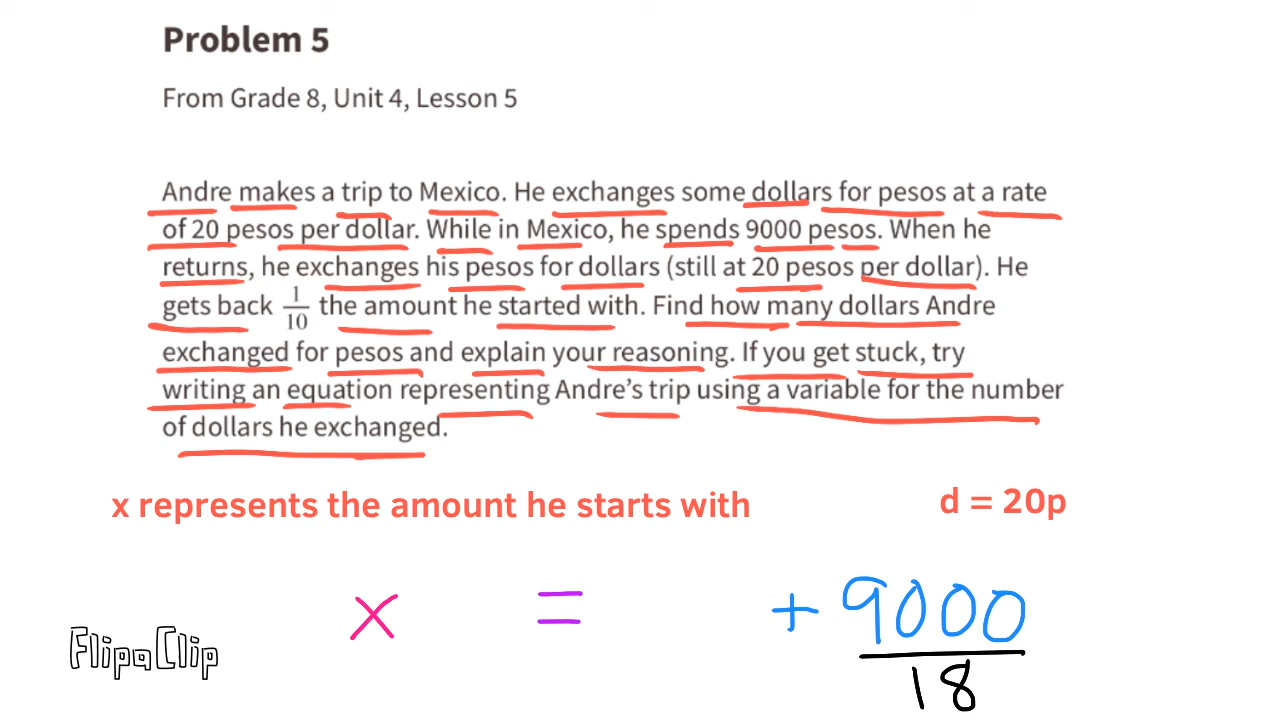 Problem 5
From Grade 8, Unit 4, Lesson 5
Andre makes a trip to Mexico. He exchanges some dollars for pesos at a rate
of 20 pesos per dollar. While in Mexico, he spends 9000 pesos. When he
returns, he exchanges his pesos for dollars (still at 20 pesos per dollar). He
gets back 1/10 the amount he started with. Find how many dollars Andre
exchanged for pesos and explain your reasoning. If you get stuck, try
writing an equation representing Andre’s trip using a variable for the number
of dollars he exchanged.
x represents the amount he starts with
d = 20p
x = + 9000
18
FlipaClip